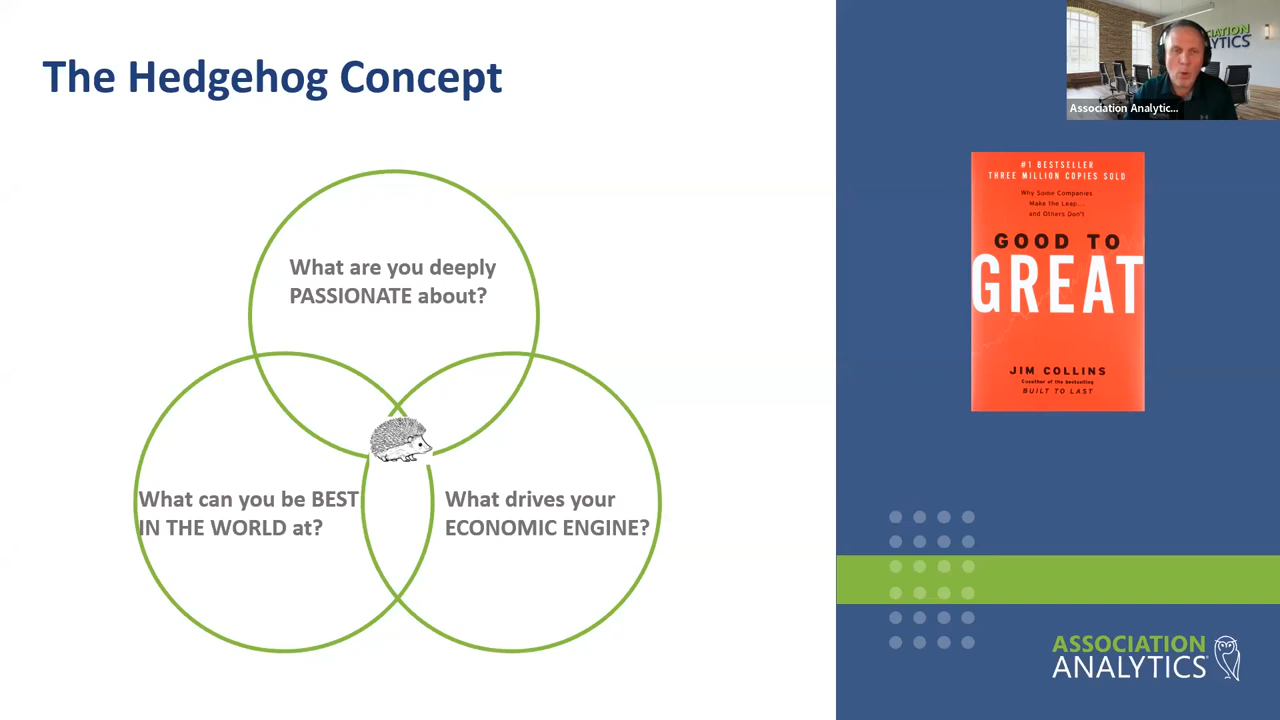 The Hedgehog Concept
What are you deeply
PASSIONATE about?
What can you be BEST
IN THE WORLD at?
What drives your
ECONOMIC ENGINE?
Association Analytic...
#1 BESTSELLER
THREE MILLION COPIES SOLD
Why Some Companies
Make the Leap...
and Others Don't
GOOD TO
GREAT
JIM COLLINS
Coauthor of the bestselling
BUILT TO LAST
ASSOCIATION
ANALYTICS